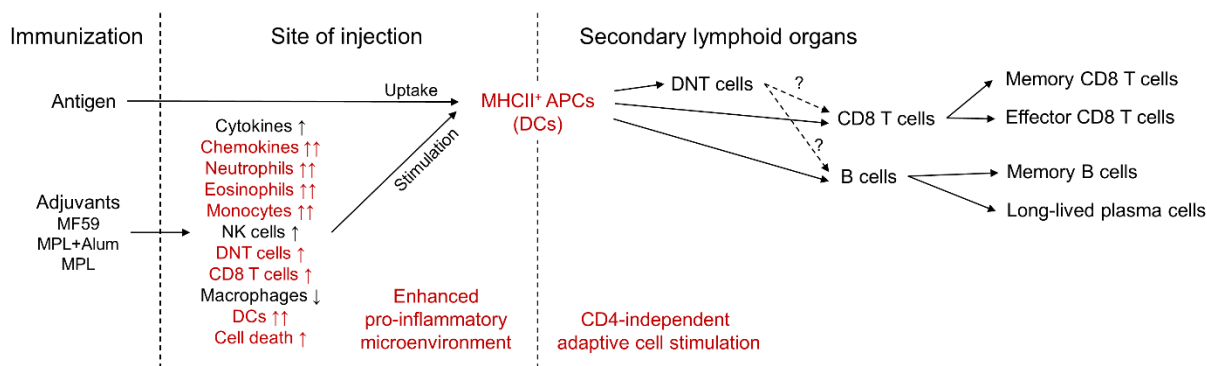 Immunization
Site of injection
Secondary lymphoid organs
Antigen
Uptake
Stimulation
MHCII⁺ APCs
(DCs)
Adjuvants
MF59
MPL+Alum
MPL
Cytokines ↑
Chemokines ↑↑
Neutrophils ↑↑
Eosinophils ↑↑
Monocytes ↑↑
NK cells ↑
DNT cells ↑
CD8 T cells ↑
Macrophages ↓
DCs ↑↑
Cell death ↑
Enhanced
pro-inflammatory
microenvironment
DNT cells
?
?
CD8 T cells
B cells
Memory CD8 T cells
Effector CD8 T cells
Memory B cells
Long-lived plasma cells
CD4-independent
adaptive cell stimulation